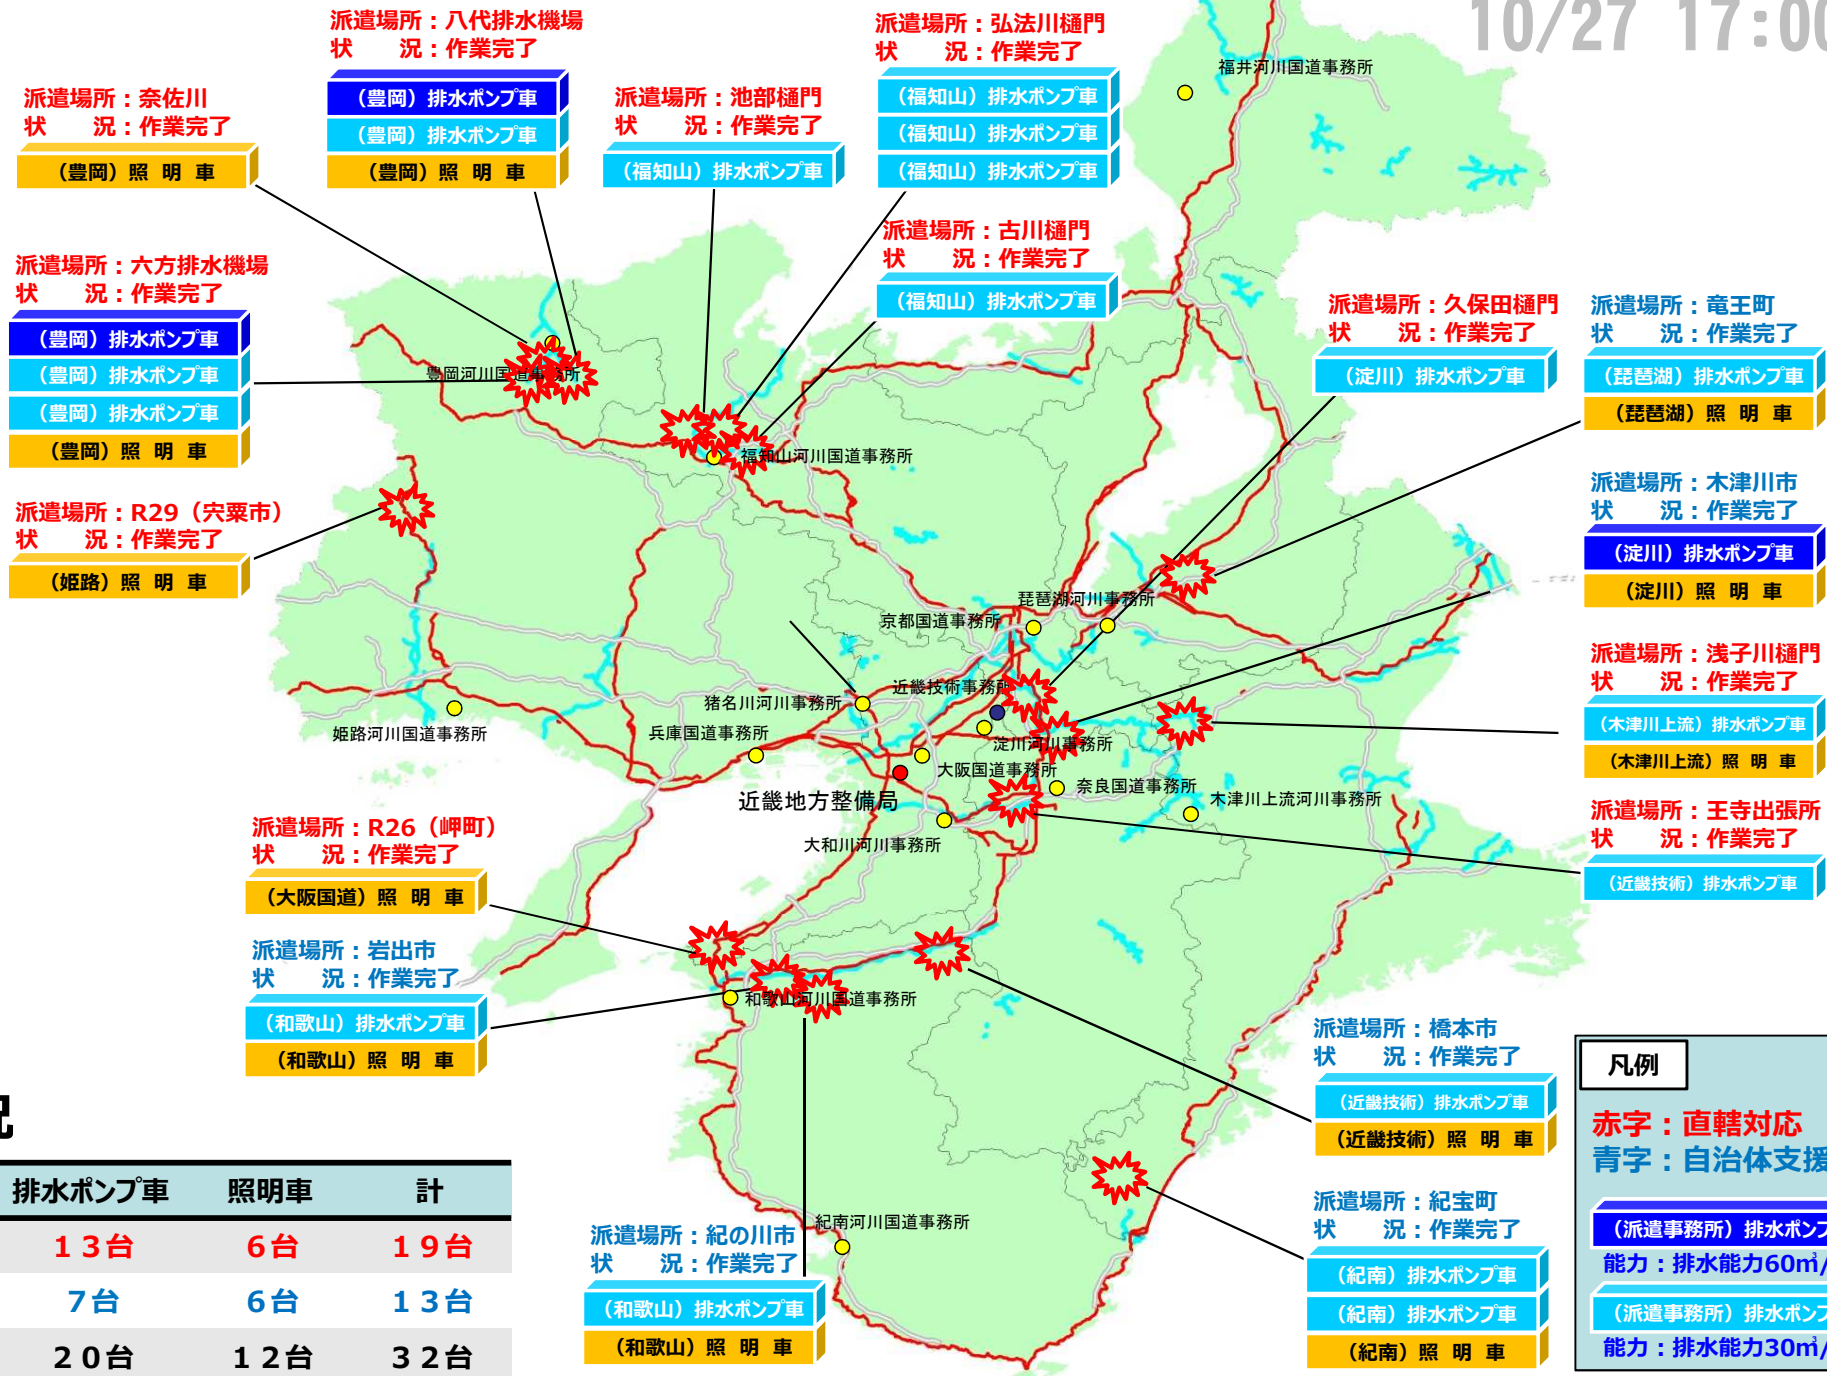 10/27 17:00
派遣場所：奈佐川
状　況：作業完了
（豊岡）照 明 車
派遣場所：八代排水機場
状　況：作業完了
（豊岡）排水ポンプ車
（豊岡）排水ポンプ車
（豊岡）照 明 車
派遣場所：池部樋門
状　況：作業完了
（福知山）排水ポンプ車
派遣場所：弘法川樋門
状　況：作業完了
（福知山）排水ポンプ車
（福知山）排水ポンプ車
（福知山）排水ポンプ車
派遣場所：古川樋門
状　況：作業完了
（福知山）排水ポンプ車
派遣場所：六方排水機場
状　況：作業完了
（豊岡）排水ポンプ車
（豊岡）排水ポンプ車
（豊岡）排水ポンプ車
（豊岡）照 明 車
派遣場所：R29（宍粟市）
状　況：作業完了
（姫路）照 明 車
派遣場所：久保田樋門
状　況：作業完了
（淀川）排水ポンプ車
派遣場所：竜王町
状　況：作業完了
（琵琶湖）排水ポンプ車
（琵琶湖）照 明 車
派遣場所：木津川市
状　況：作業完了
（淀川）排水ポンプ車
（淀川）照 明 車
派遣場所：浅子川樋門
状　況：作業完了
（木津川上流）排水ポンプ車
（木津川上流）照 明 車
派遣場所：王寺出張所
状　況：作業完了
（近畿技術）排水ポンプ車
福井河川国道事務所
豊岡河川国道事務所
福知山河川国道事務所
琵琶湖河川事務所
京都国道事務所
近畿技術事務所
猪名川河川事務所
姫路河川国道事務所
兵庫国道事務所
淀川河川事務所
大阪国道事務所
奈良国道事務所
木津川上流河川事務所
近畿地方整備局
大和川河川事務所
和歌山河川国道事務所
紀南河川国道事務所
派遣場所：R26（岬町）
状　況：作業完了
（大阪国道）照 明 車
派遣場所：岩出市
状　況：作業完了
（和歌山）排水ポンプ車
（和歌山）照 明 車
派遣場所：紀の川市
状　況：作業完了
（和歌山）排水ポンプ車
（和歌山）照 明 車
派遣場所：橋本市
状　況：作業完了
（近畿技術）排水ポンプ車
（近畿技術）照 明 車
派遣場所：紀宝町
状　況：作業完了
（紀南）排水ポンプ車
（紀南）排水ポンプ車
（紀南）照 明 車
況
排水ポンプ車　照明車　計
１３台　６台　１９台
７台　６台　１３台
２０台　１２台　３２台
凡例
赤字：直轄対応
青字：自治体支援
（派遣事務所）排水ポンプ
能力：排水能力60㎥/
（派遣事務所）排水ポンプ
能力：排水能力30㎥/